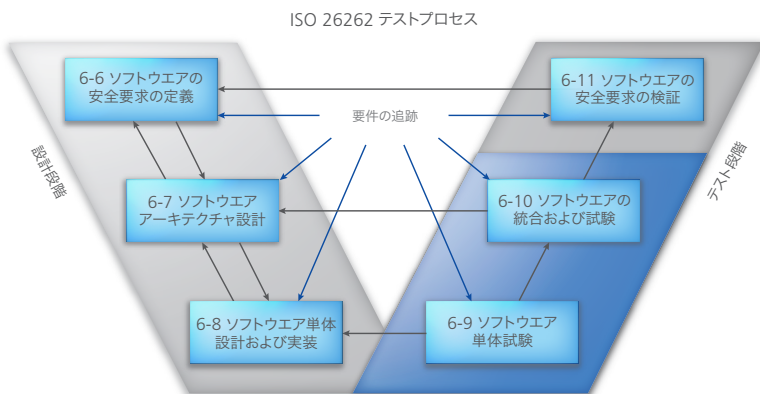 ISO 26262 テストプロセス
6-6 ソフトウエアの
安全要求の定義
6-11 ソフトウエアの
安全要求の検証
要件の追跡
設計段階
テスト段階
6-7 ソフトウエア
アーキテクチャ設計
6-10 ソフトウエアの
統合および試験
6-8 ソフトウエア単体
設計および実装
6-9 ソフトウエア
単体試験